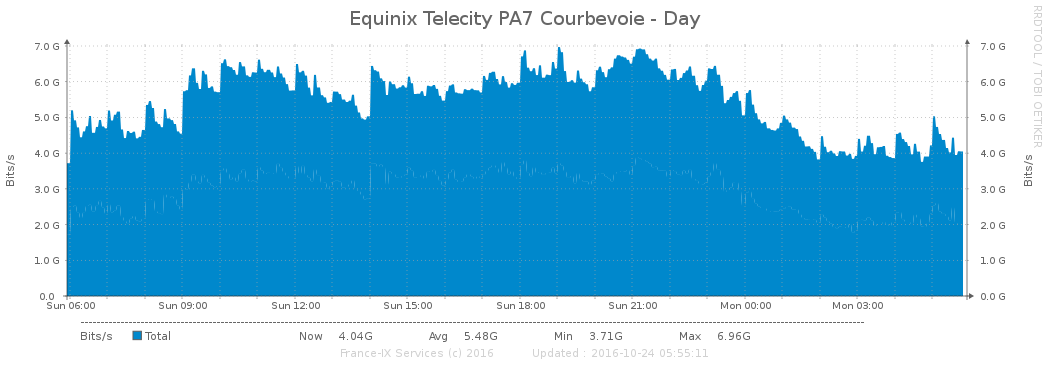 Equinix Telecity PA7 Courbevoie - Day
RRDTOOL / TOBI OETIKER
Bits/s
Bits/s
7.0 G 7.0 G
6.0 G 6.0 G
5.0 G 5.0 G
4.0 G 4.0 G
3.0 G 3.0 G
2.0 G 2.0 G
1.0 G 1.0 G
0.0 0.0 G
Sun 06:00 Sun 09:00 Sun 12:00 Sun 15:00 Sun 18:00 Sun 21:00 Mon 00:00 Mon 03:00
Bits/s Total Now 4.04G Avg 5.48G Min 3.71G Max 6.96G
France-IX Services (c) 2016 Updated : 2016-10-24 05:55:11